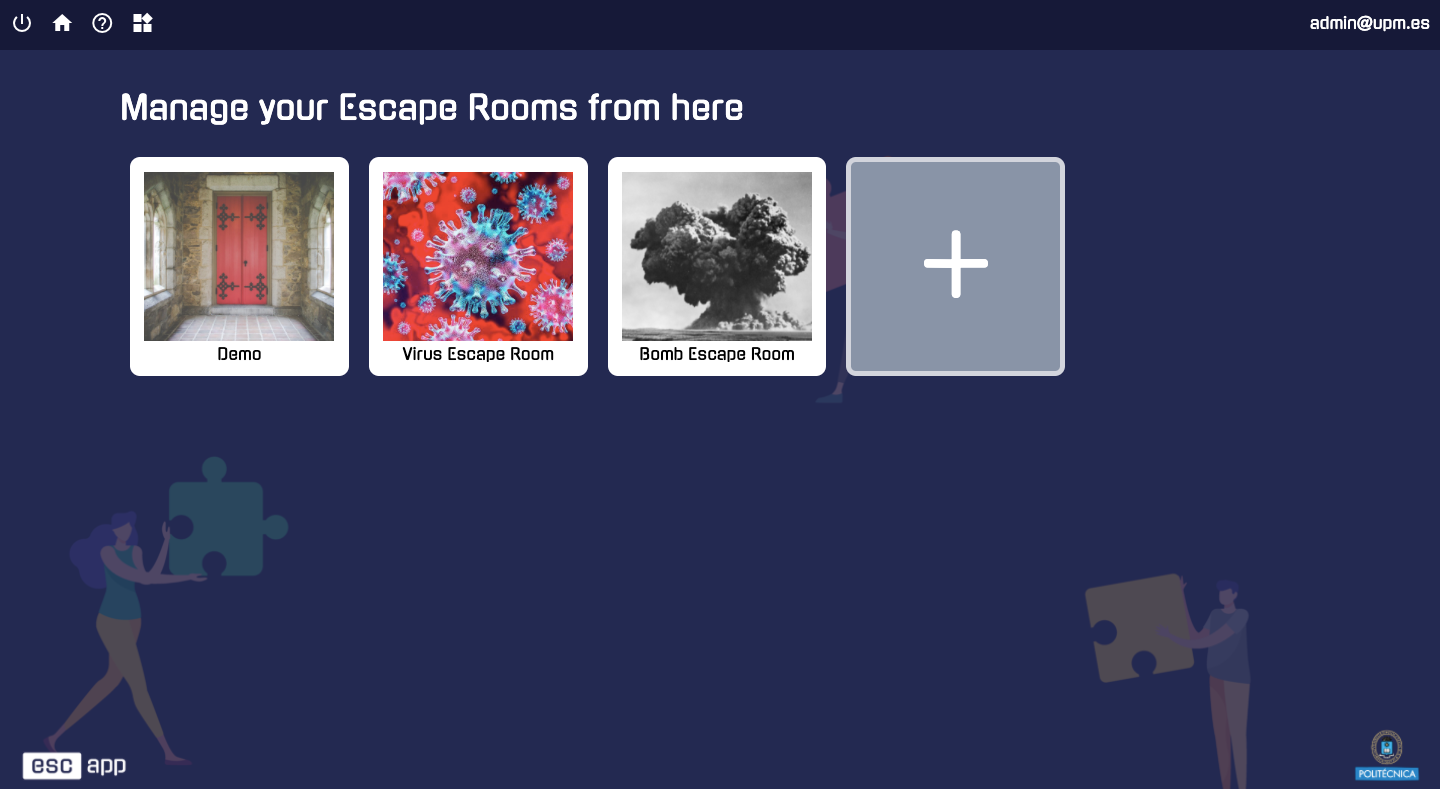 admin@upm.es
Manage your Escape Rooms from here
Demo
Virus Escape Room
Bomb Escape Room
esc app
POLITÉCNICA